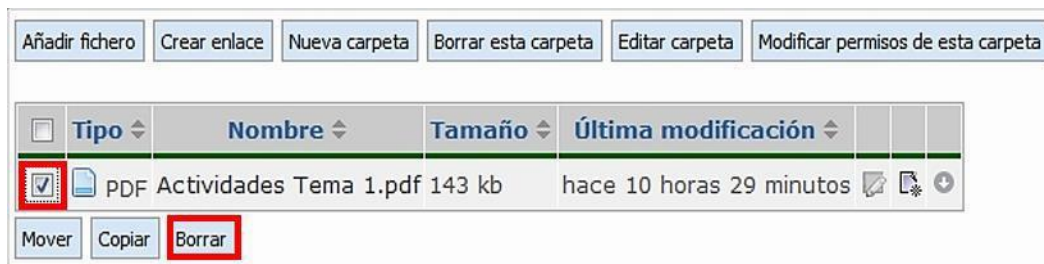 Añadir fichero Crear enlace Nueva carpeta Borrar esta carpeta Editar carpeta Modificar permisos de esta carpeta
Tipo Nombre Tamaño Última modificación
PDF Actividades Tema 1.pdf 143 kb hace 10 horas 29 minutos
Mover Copiar Borrar